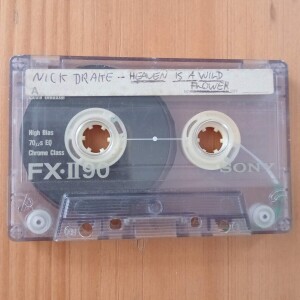 NICK DRAKE -- HEAVEN IS A WILD
FLOWER
A
High Bias
70μs EQ
Chrome Class
FX·II 90
SONY
A